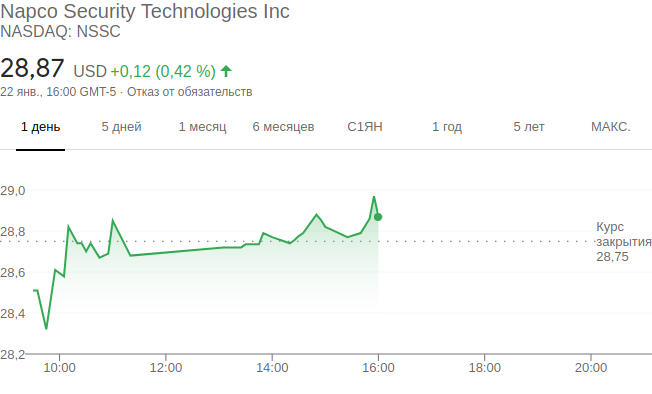 Napco Security Technologies Inc
NASDAQ: NSSC
28,87 USD +0,12 (0,42 %)
22 янв., 16:00 GMT-5 · Отказ от обязательств
1 день 5 дней 1 месяц 6 месяцев С1ЯН 1 год 5 лет МАКС.
29,0
28,8
Курс
закрытия
28,75
28,6
28,4
28,2
10:00 12:00 14:00 16:00 18:00 20:00